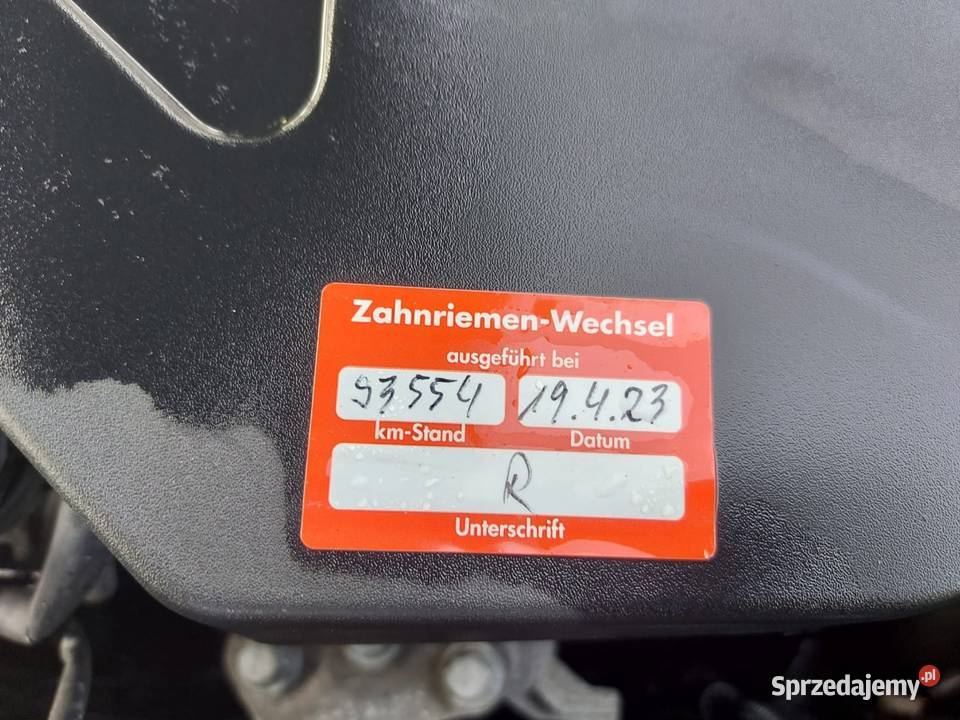 Zahnriemen-Wechsel
ausgeführt bei
93554 19.4.23
km-Stand Datum
R
Unterschrift
Sprzedajemy.pl